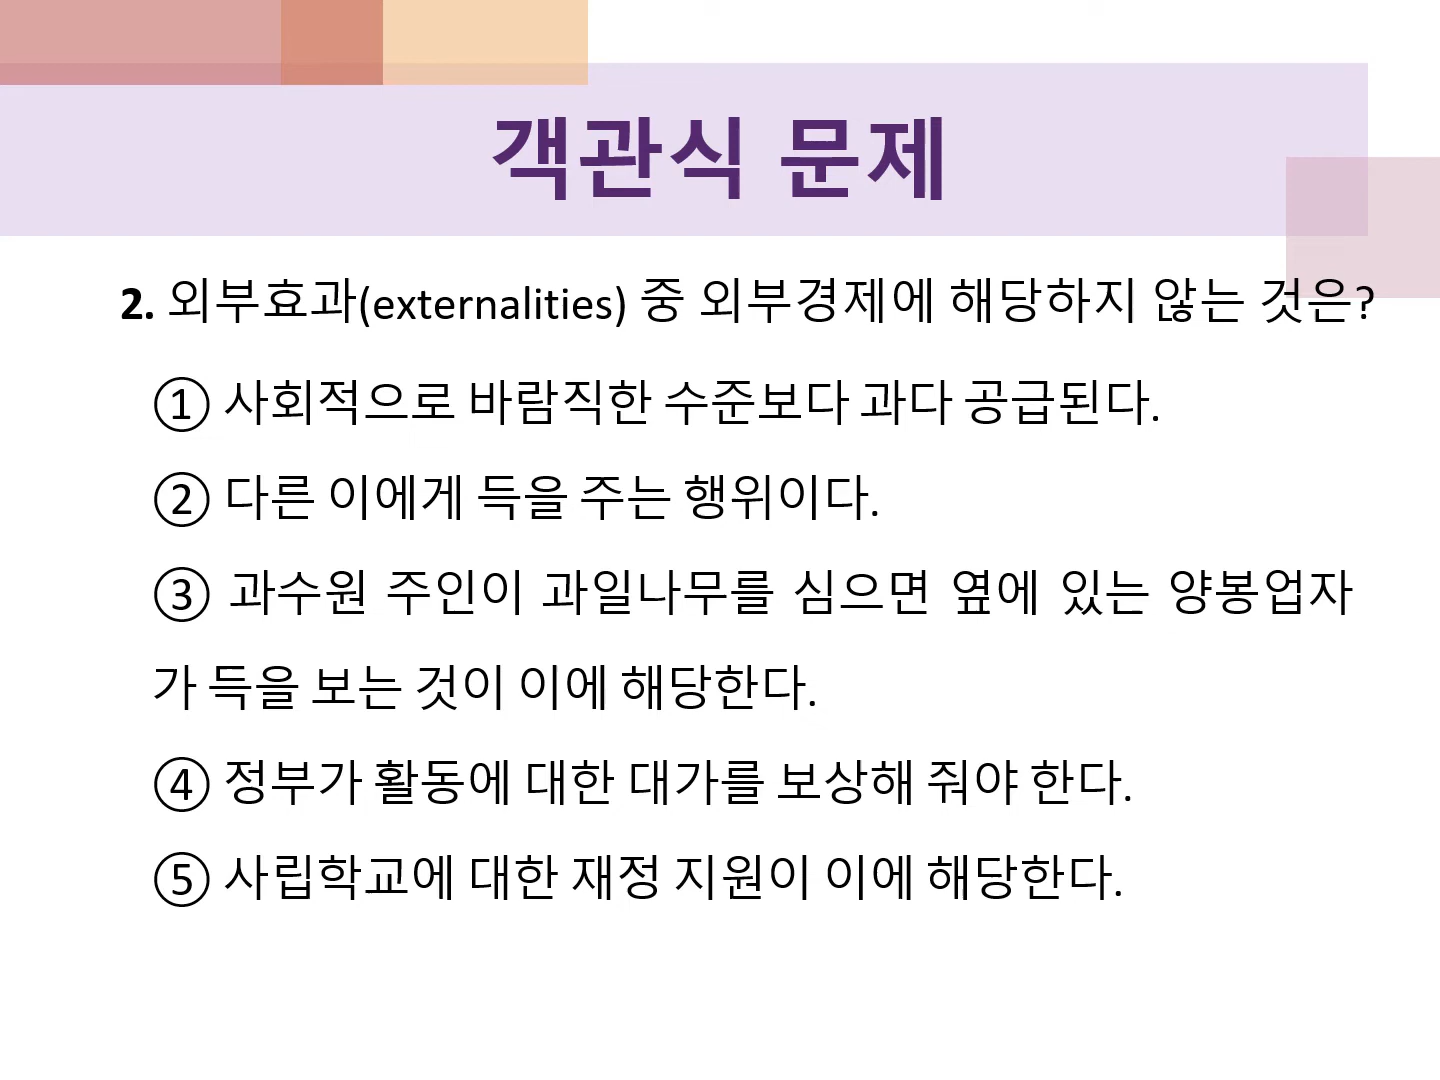 객관식 문제
2. 외부효과(externalities) 중 외부경제에 해당하지 않는 것은?
① 사회적으로 바람직한 수준보다 과다 공급된다.
② 다른 이에게 득을 주는 행위이다.
③ 과수원 주인이 과일나무를 심으면 옆에 있는 양봉업자
가 득을 보는 것이 이에 해당한다.
④ 정부가 활동에 대한 대가를 보상해 줘야 한다.
⑤ 사립학교에 대한 재정 지원이 이에 해당한다.